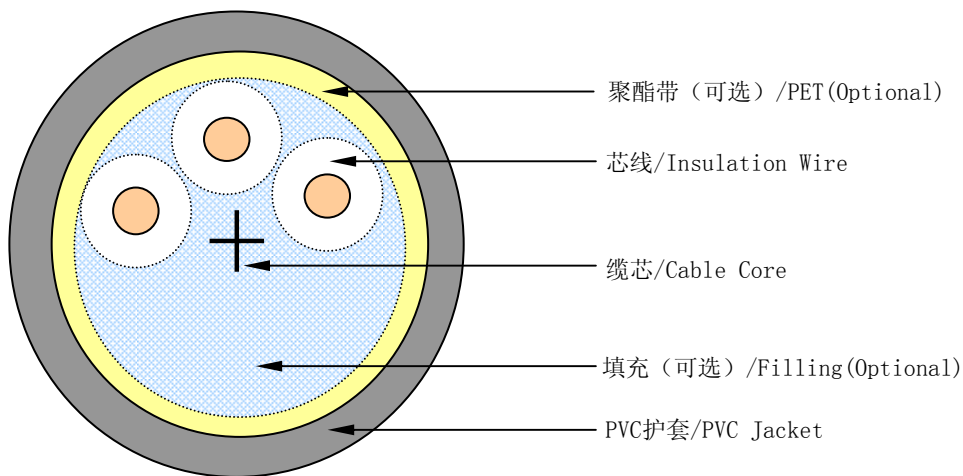 聚酯带（可选）/PET(Optional)
芯线/Insulation Wire
缆芯/Cable Core
填充（可选）/Filling(Optional)
PVC护套/PVC Jacket